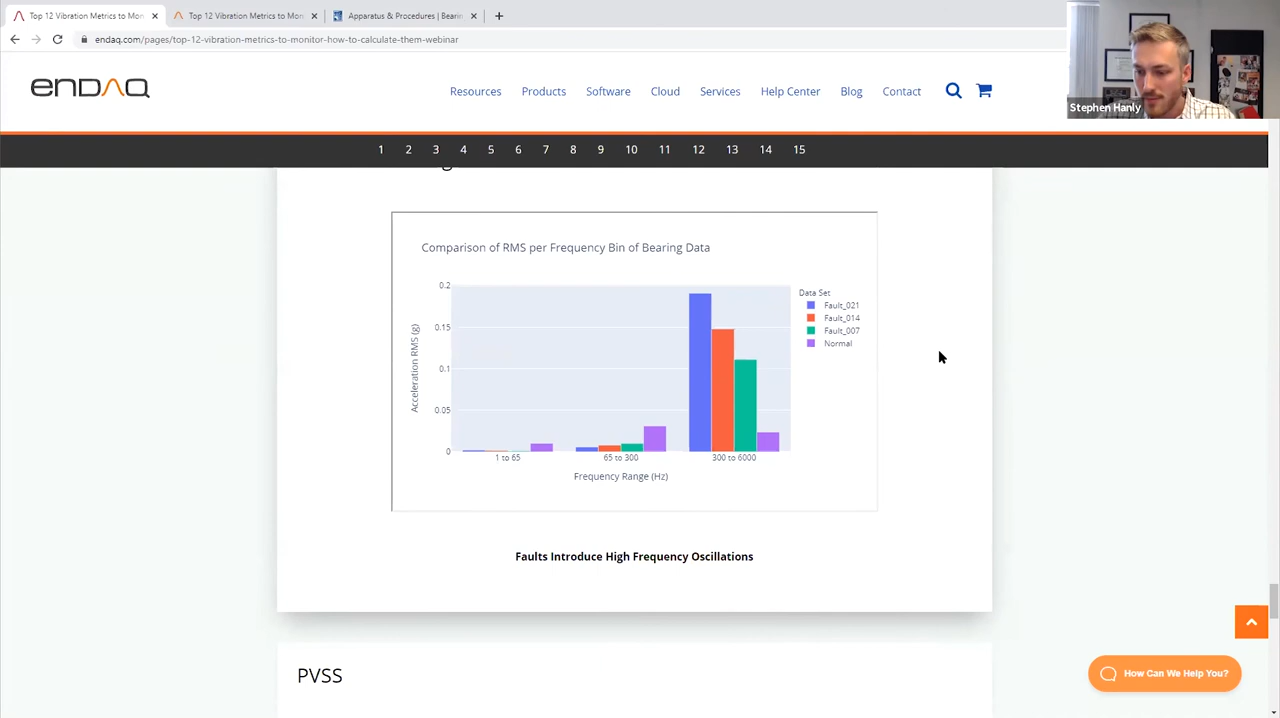 Top 12 Vibration Metrics to Mon
Top 12 Vibration Metrics to Mon
Apparatus & Procedures | Bearin
endaq.com/pages/top-12-vibration-metrics-to-monitor-how-to-calculate-them-webinar
Stephen Hanly
enDAQ
Resources Products Software Cloud Services Help Center Blog Contact
1 2 3 4 5 6 7 8 9 10 11 12 13 14 15
Comparison of RMS per Frequency Bin of Bearing Data
Acceleration RMS (g)
0.2
0.15
0.1
0.05
0
1 to 65 65 to 300 300 to 6000
Frequency Range (Hz)
Data Set
Fault_021
Fault_014
Fault_007
Normal
Faults Introduce High Frequency Oscillations
PVSS
How Can We Help You?